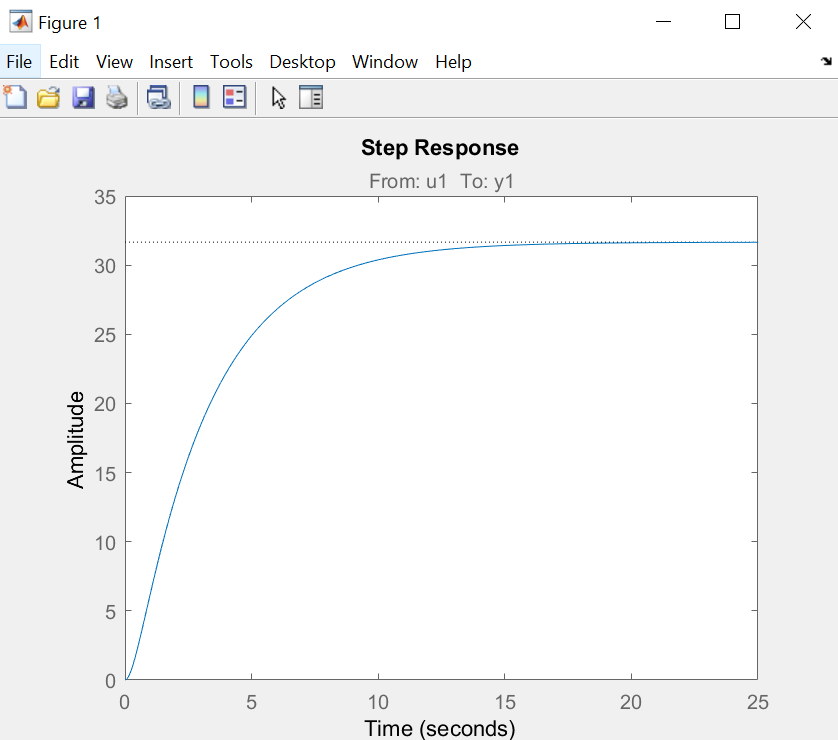 Figure 1
File Edit View Insert Tools Desktop Window Help
Step Response
From: u1 To: y1
35
30
25
20
15
10
5
0
Amplitude
0 5 10 15 20 25
Time (seconds)